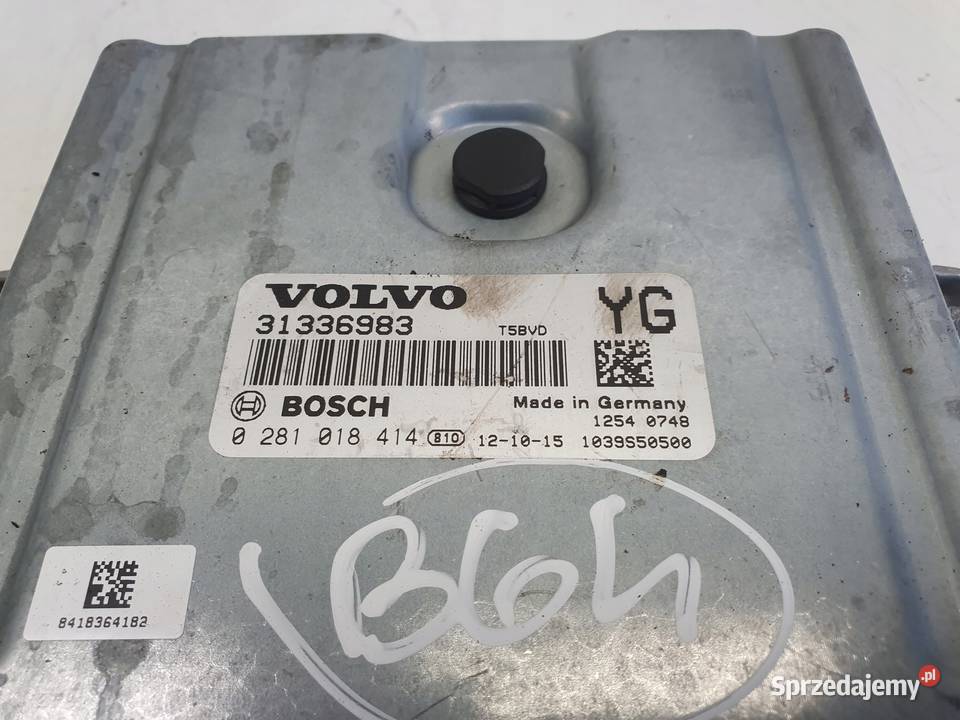 VOLVO
31336983 T5BVD YG
BOSCH Made in Germany
1254 0748
0 281 018 414 810 12-10-15 1039S50500
B64
8418364182
Sprzedajemy.pl